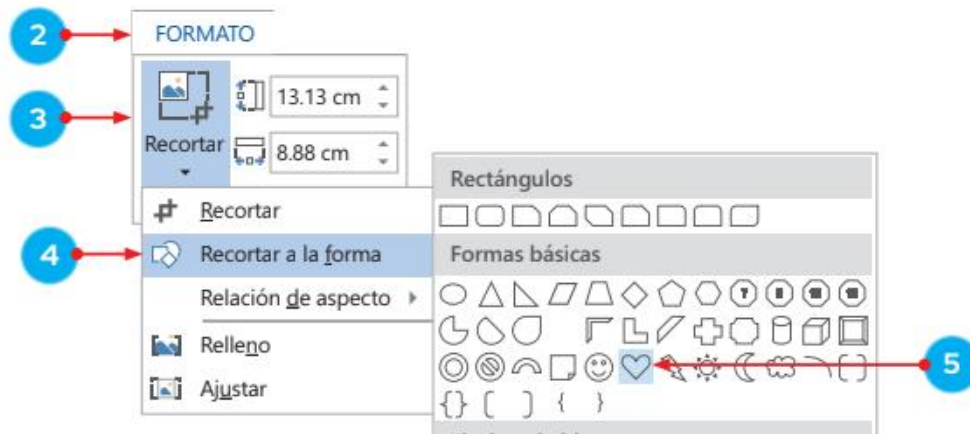 2
FORMATO
3
Recortar
13.13 cm
8.88 cm
Recortar
4
Recortar a la forma
Relación de aspecto
Relleno
Ajustar
Rectángulos
Formas básicas
5